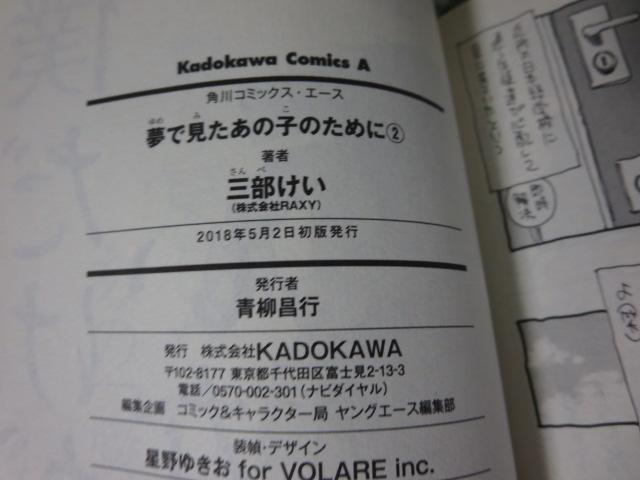 Kadokawa Comics A
角川コミックス・エース
ゆめ み こ
夢で見たあの子のために②
著者
さんべ
三部けい
(株式会社RAXY)
2018年5月2日初版発行
発行者
青柳昌行
発行 株式会社KADOKAWA
〒102-8177 東京都千代田区富士見2-13-3
電話/0570-002-301(ナビダイヤル)
編集企画 コミック&キャラクター局 ヤングエース編集部
装幀・デザイン
星野ゆきお for VOLARE inc.